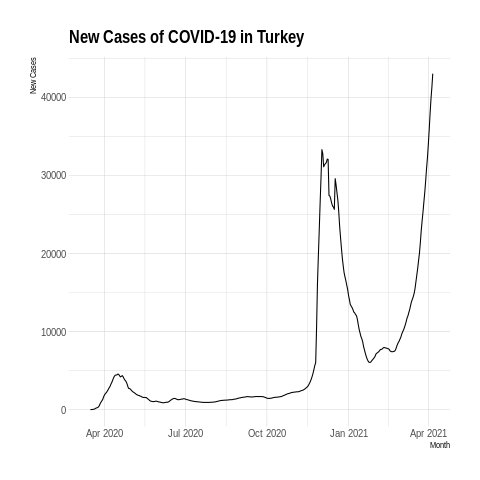 New Cases of COVID-19 in Turkey
New Cases
40000
30000
20000
10000
0
Apr 2020 Jul 2020 Oct 2020 Jan 2021 Apr 2021
Month